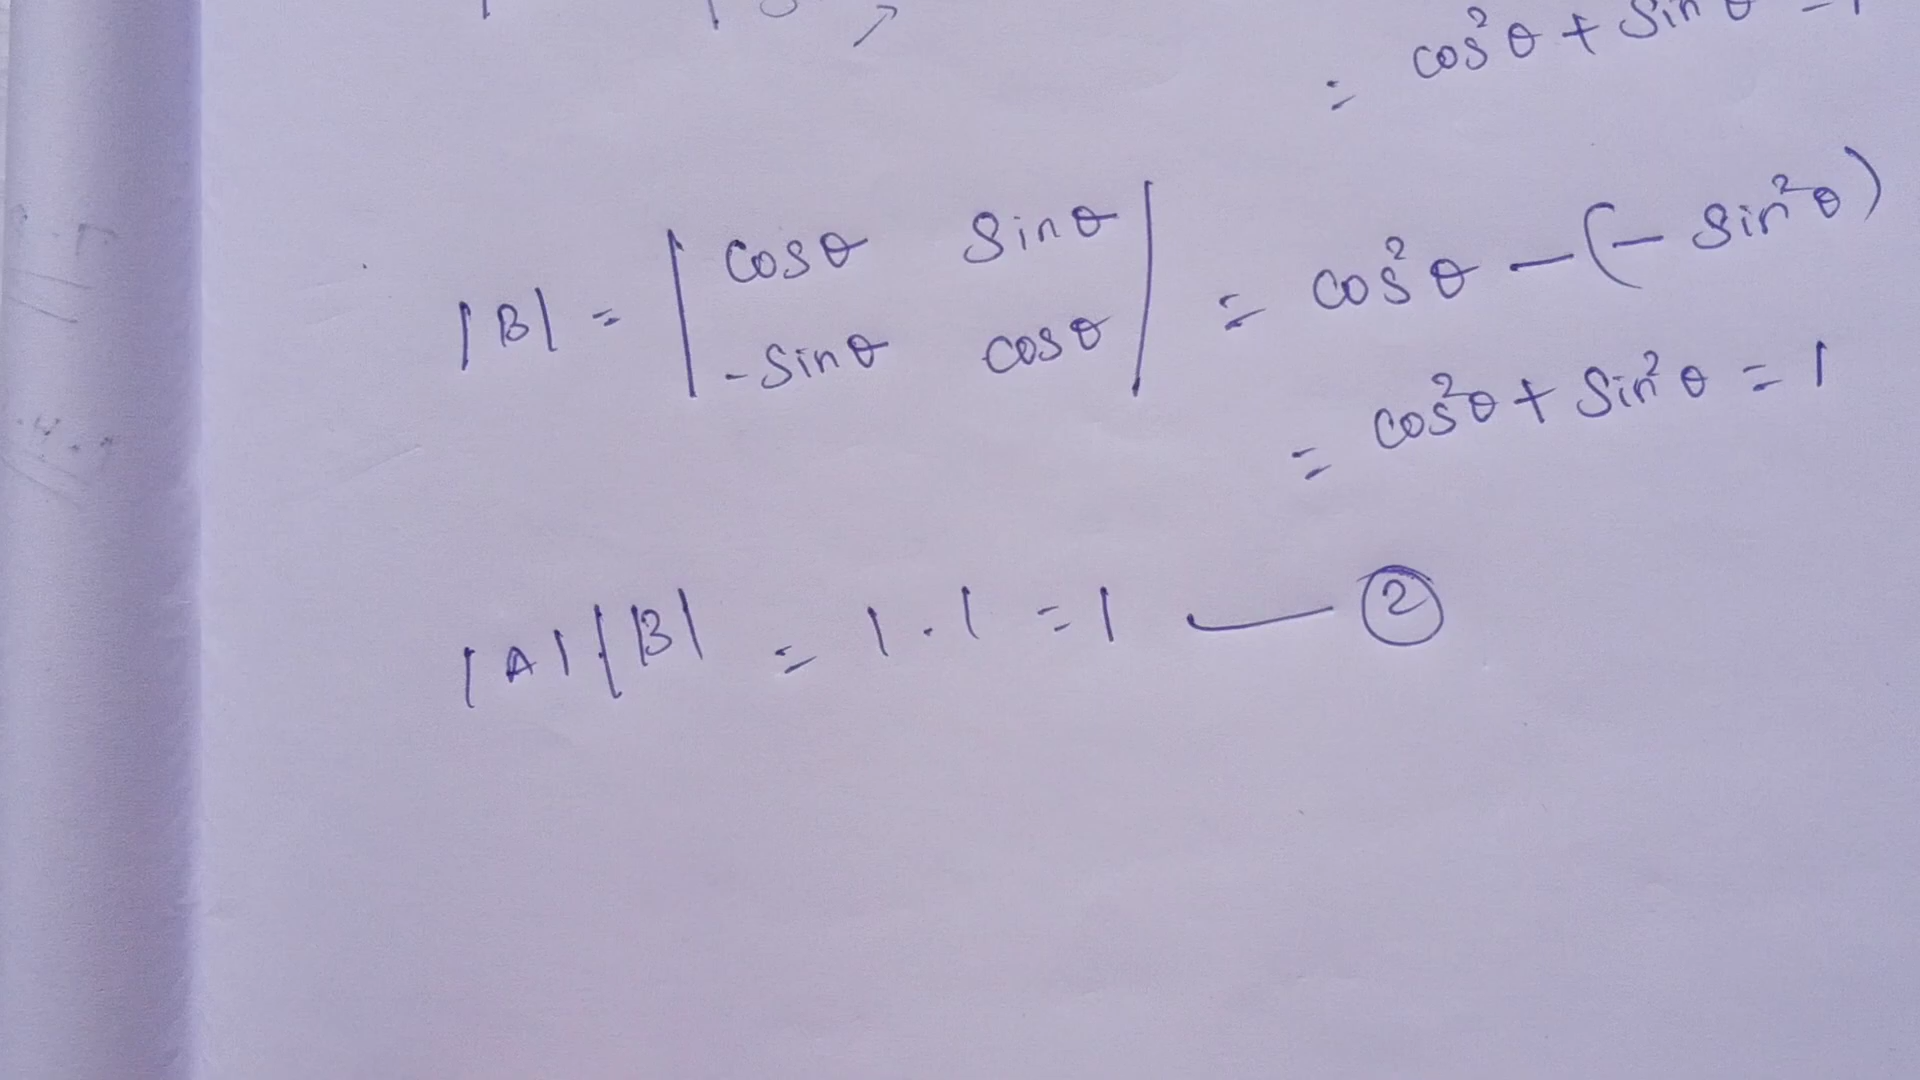 = cos²θ + sin
|B| = | cosθ sinθ | = cos²θ - (- sin²θ)
| -sinθ cosθ |
= cos²θ + sin²θ = 1
|A||B| = 1 . 1 = 1 — ②